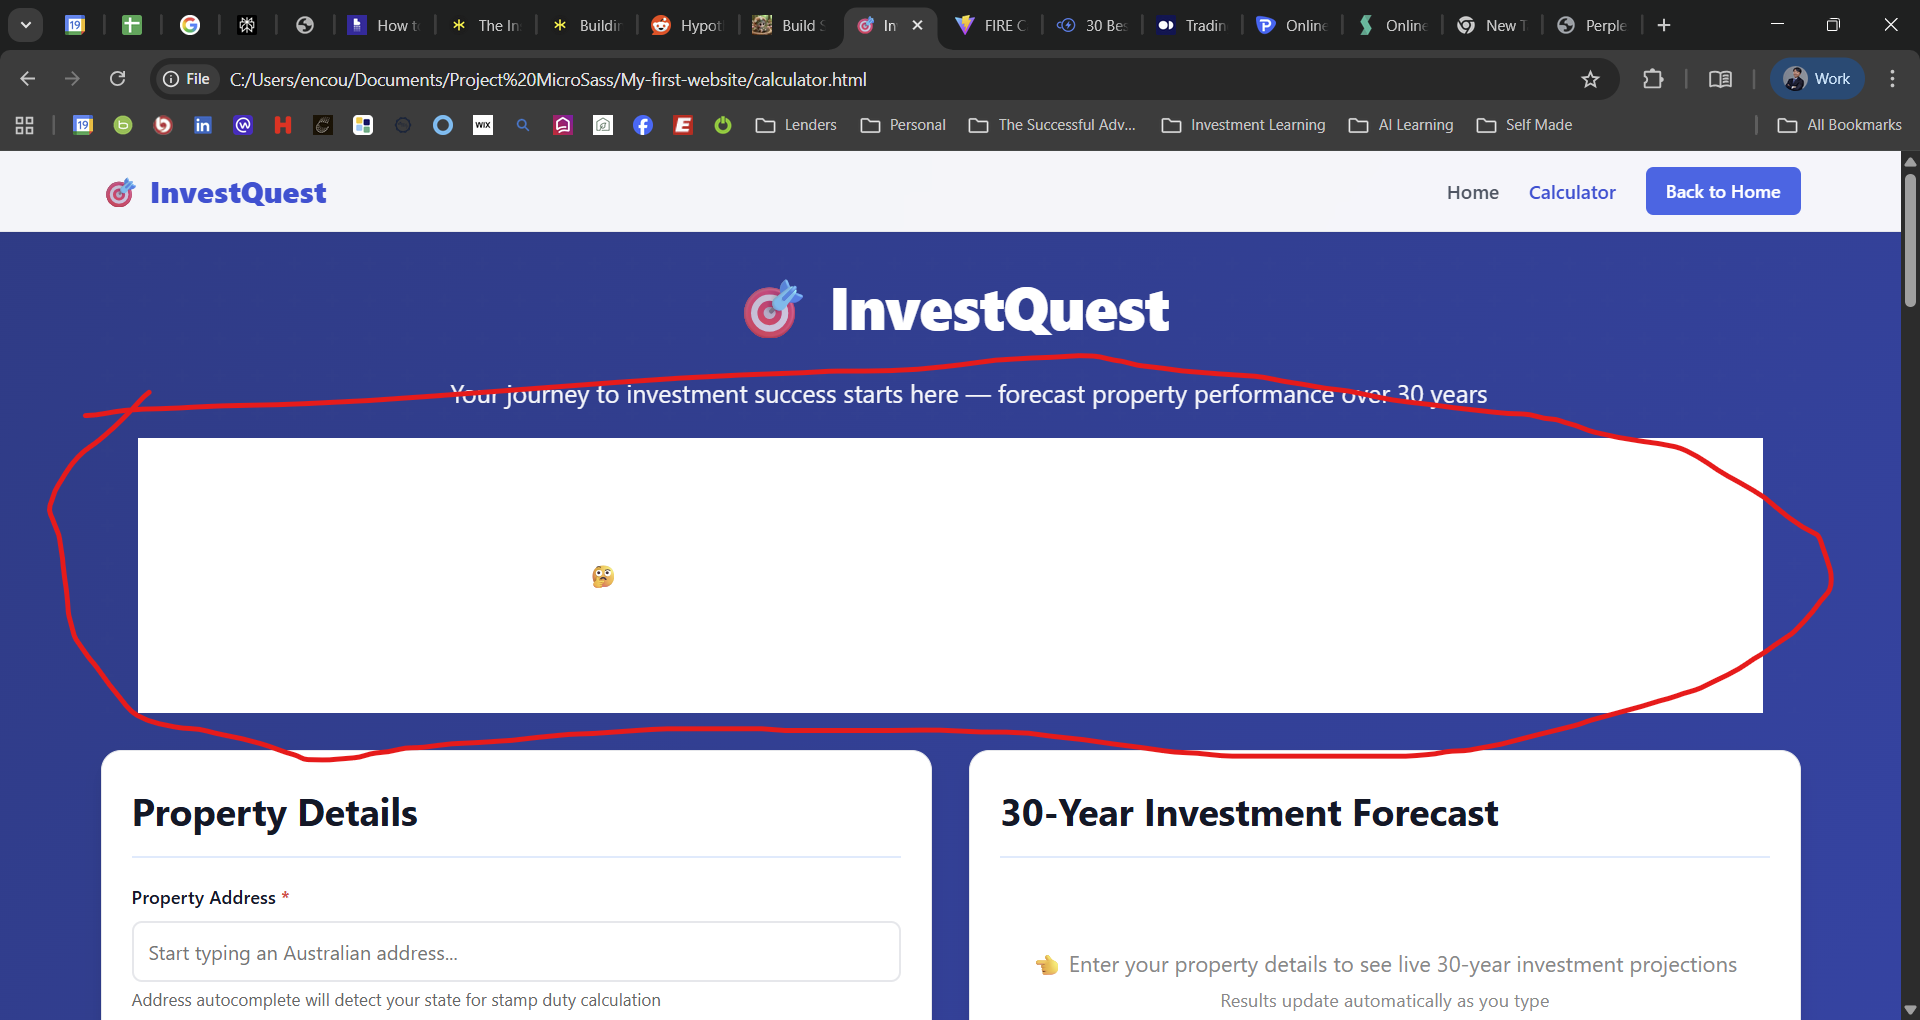 19
How t
The In
Buildin
Hypot
Build S
In
FIRE C
30 Bes
Tradin
Online
Online
New T
Perple
File
C:/Users/encou/Documents/Project%20MicroSass/My-first-website/calculator.html
Work
19
WIX
Lenders
Personal
The Successful Adv...
Investment Learning
AI Learning
Self Made
All Bookmarks
InvestQuest
Home
Calculator
Back to Home
InvestQuest
Your journey to investment success starts here — forecast property performance over 30 years
Property Details
Property Address *
Start typing an Australian address...
Address autocomplete will detect your state for stamp duty calculation
30-Year Investment Forecast
👈 Enter your property details to see live 30-year investment projections
Results update automatically as you type